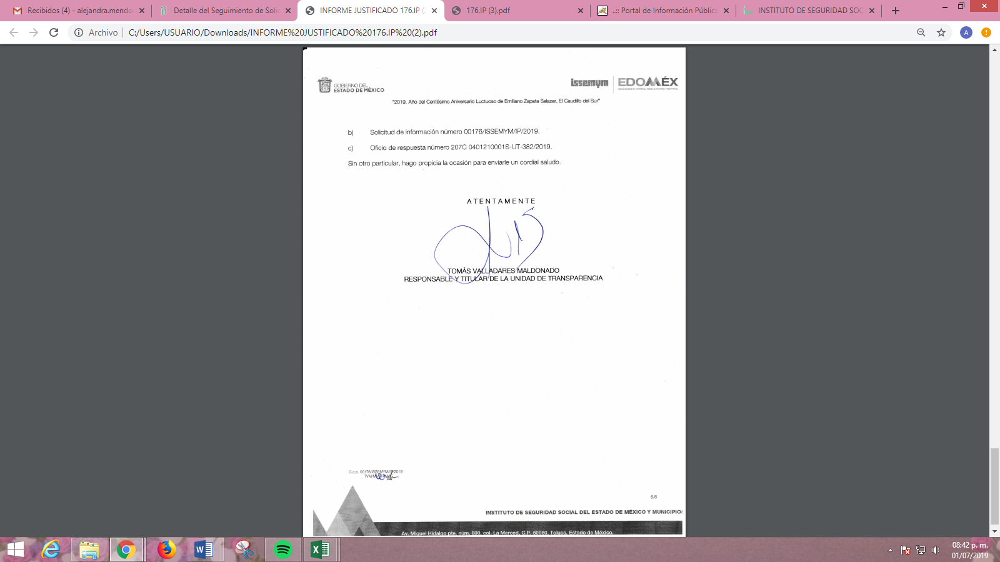 Recibidos (4) - alejandra.mendo
Detalle del Seguimiento de Solic
INFORME JUSTIFICADO 176.IP (
176.IP (3).pdf
..:: Portal de Información Pública
INSTITUTO DE SEGURIDAD SOC
Archivo
C:/Users/USUARIO/Downloads/INFORME%20JUSTIFICADO%20176.IP%20(2).pdf
A
GOBIERNO DEL
ESTADO DE MÉXICO
issemym
EDOMÉX
"2019. Año del Centésimo Aniversario Luctuoso de Emiliano Zapata Salazar, El Caudillo del Sur"
b) Solicitud de información número 00176/ISSEMYM/IP/2019.
c) Oficio de respuesta número 207C 0401210001S-UT-382/2019.
Sin otro particular, hago propicia la ocasión para enviarle un cordial saludo.
ATENTAMENTE
TOMÁS VALLADARES MALDONADO
RESPONSABLE Y TITULAR DE LA UNIDAD DE TRANSPARENCIA
C.c.p. 00176/ISSEMYM/IP/2019
6/6
INSTITUTO DE SEGURIDAD SOCIAL DEL ESTADO DE MÉXICO Y MUNICIPIOS
Av. Miguel Hidalgo pte. núm. 600, col. La Merced, C.P. 50080, Toluca, Estado de México.
08:42 p. m.
01/07/2019